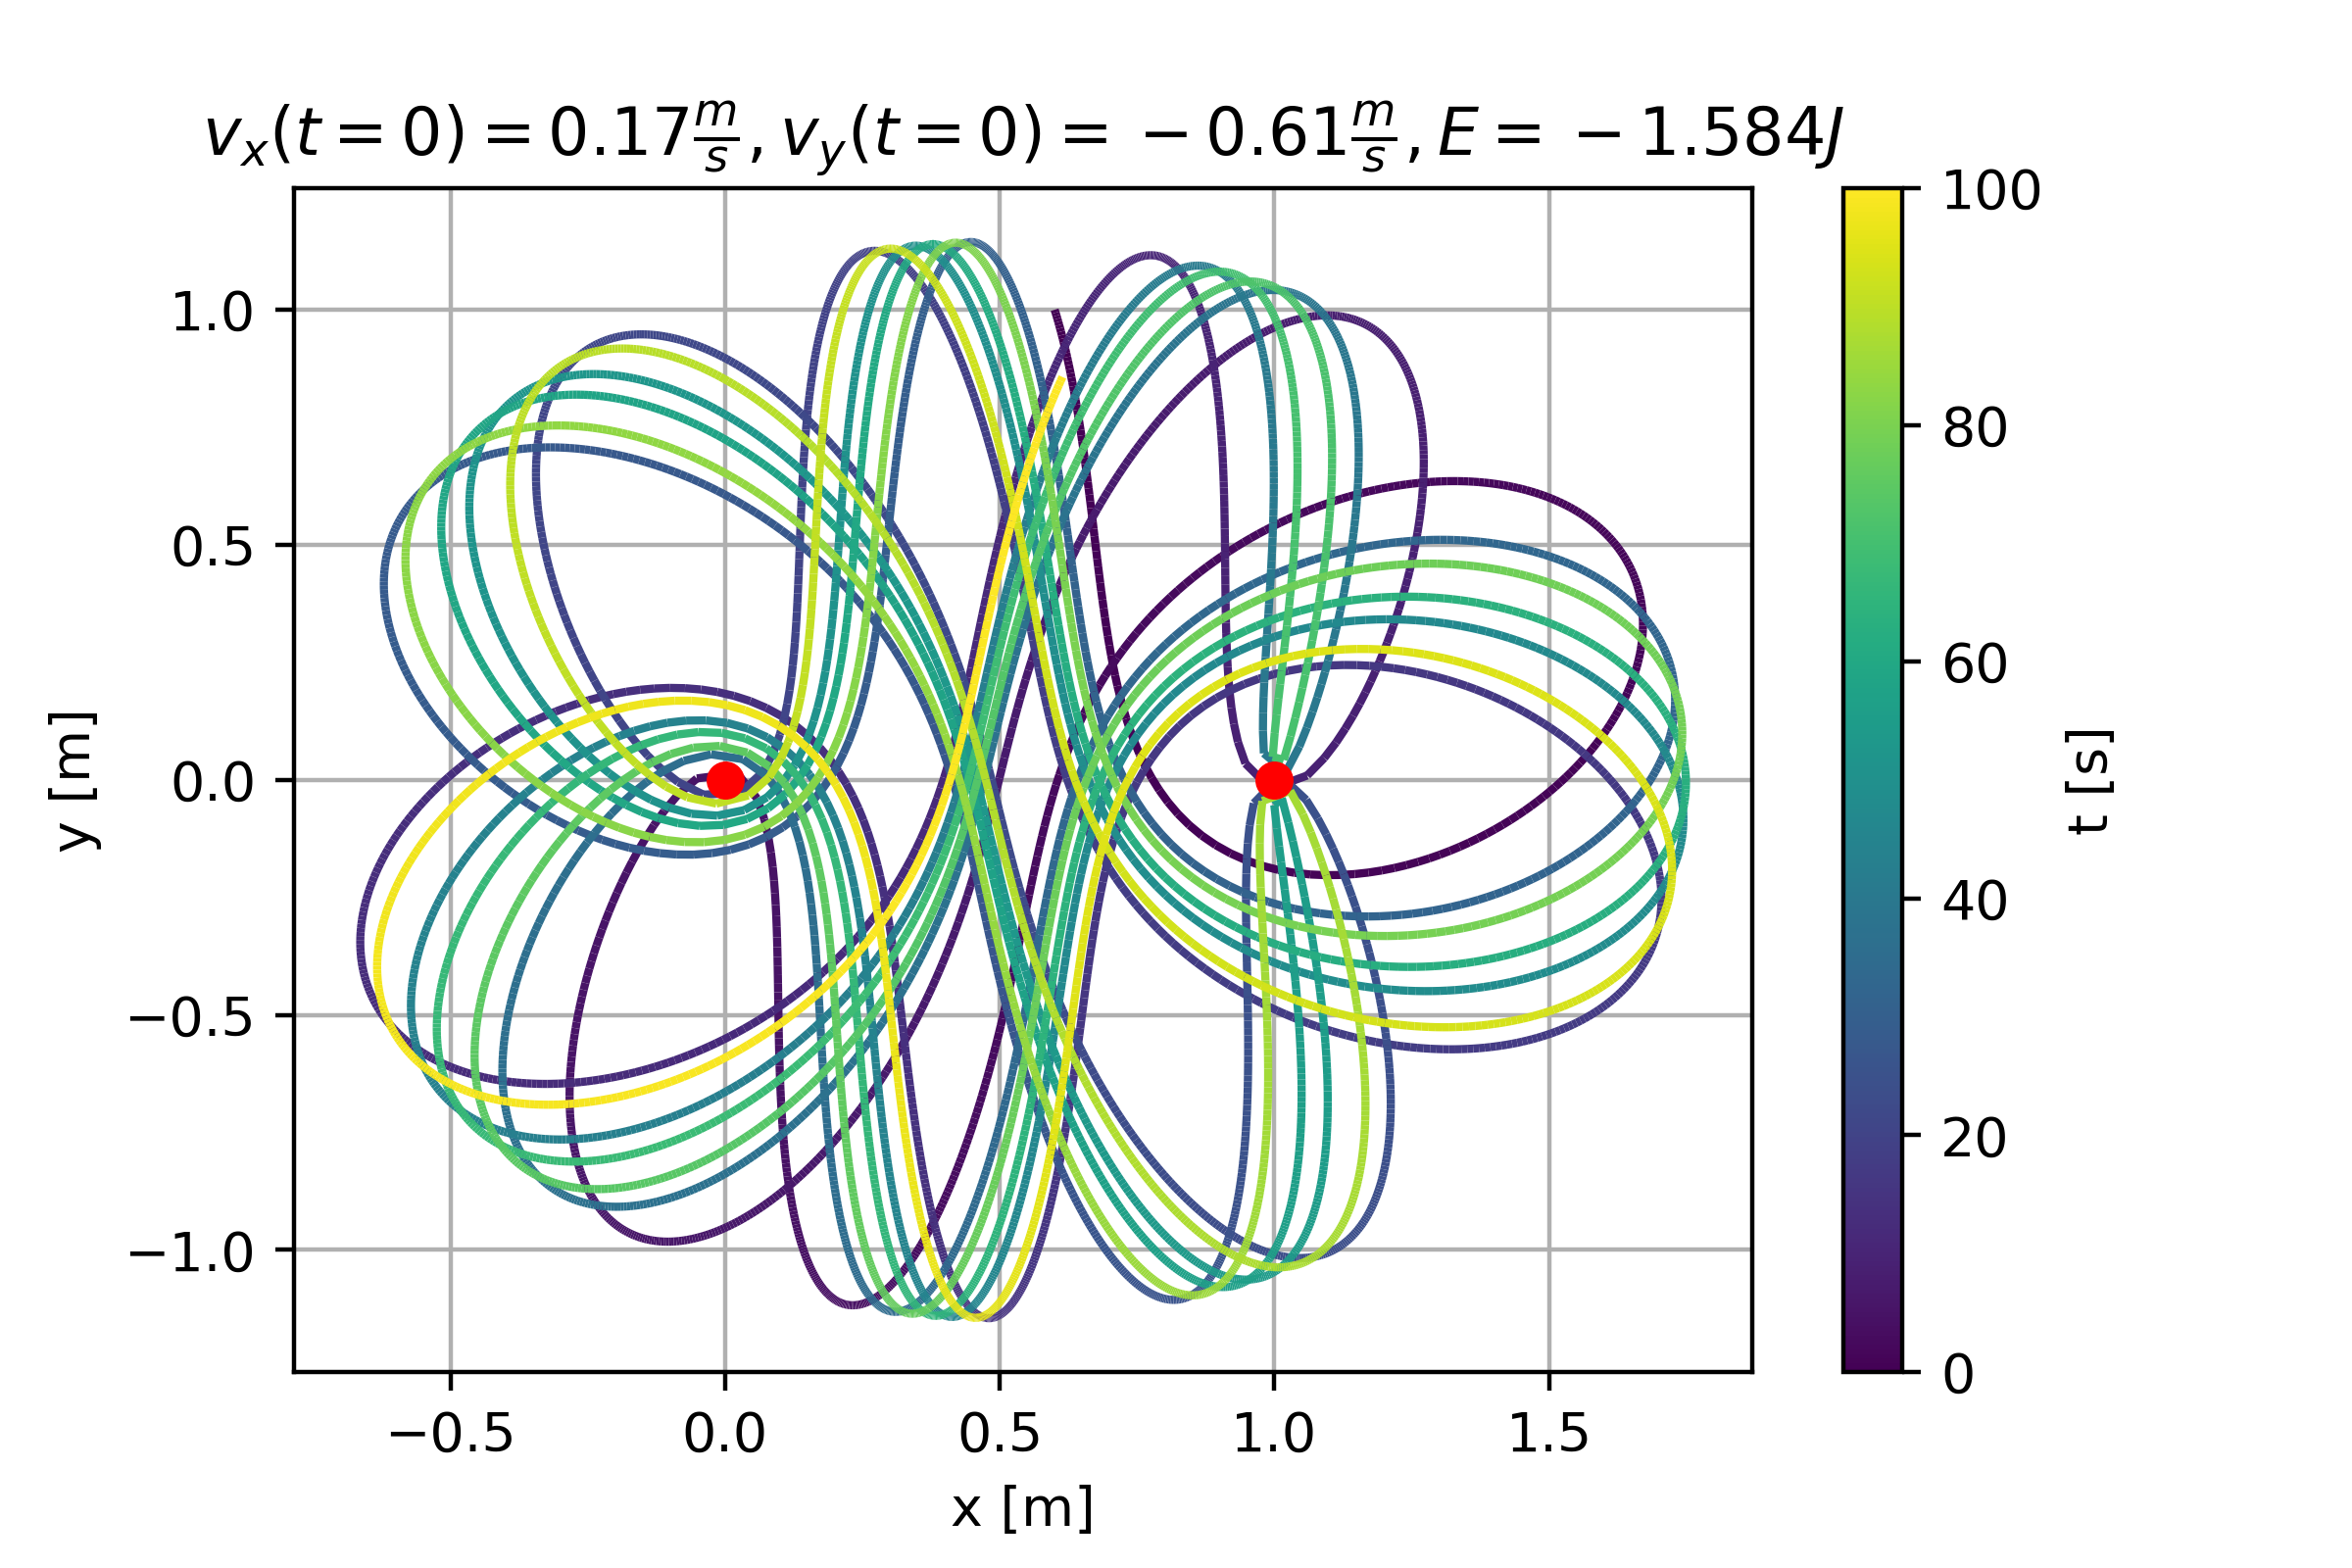 v_x(t = 0) = 0.17 m/s, v_y(t = 0) = −0.61 m/s, E = −1.584J
1.0
0.5
0.0
−0.5
−1.0
y [m]
−0.5 0.0 0.5 1.0 1.5
x [m]
100
80
60
40
20
0
t [s]